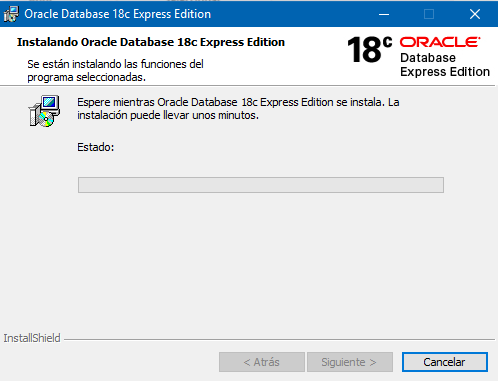 Oracle Database 18c Express Edition
Instalando Oracle Database 18c Express Edition
Se están instalando las funciones del
programa seleccionadas.
18c ORACLE
Database
Express Edition
Espere mientras Oracle Database 18c Express Edition se instala. La
instalación puede llevar unos minutos.
Estado:
InstallShield
< Atrás
Siguiente >
Cancelar